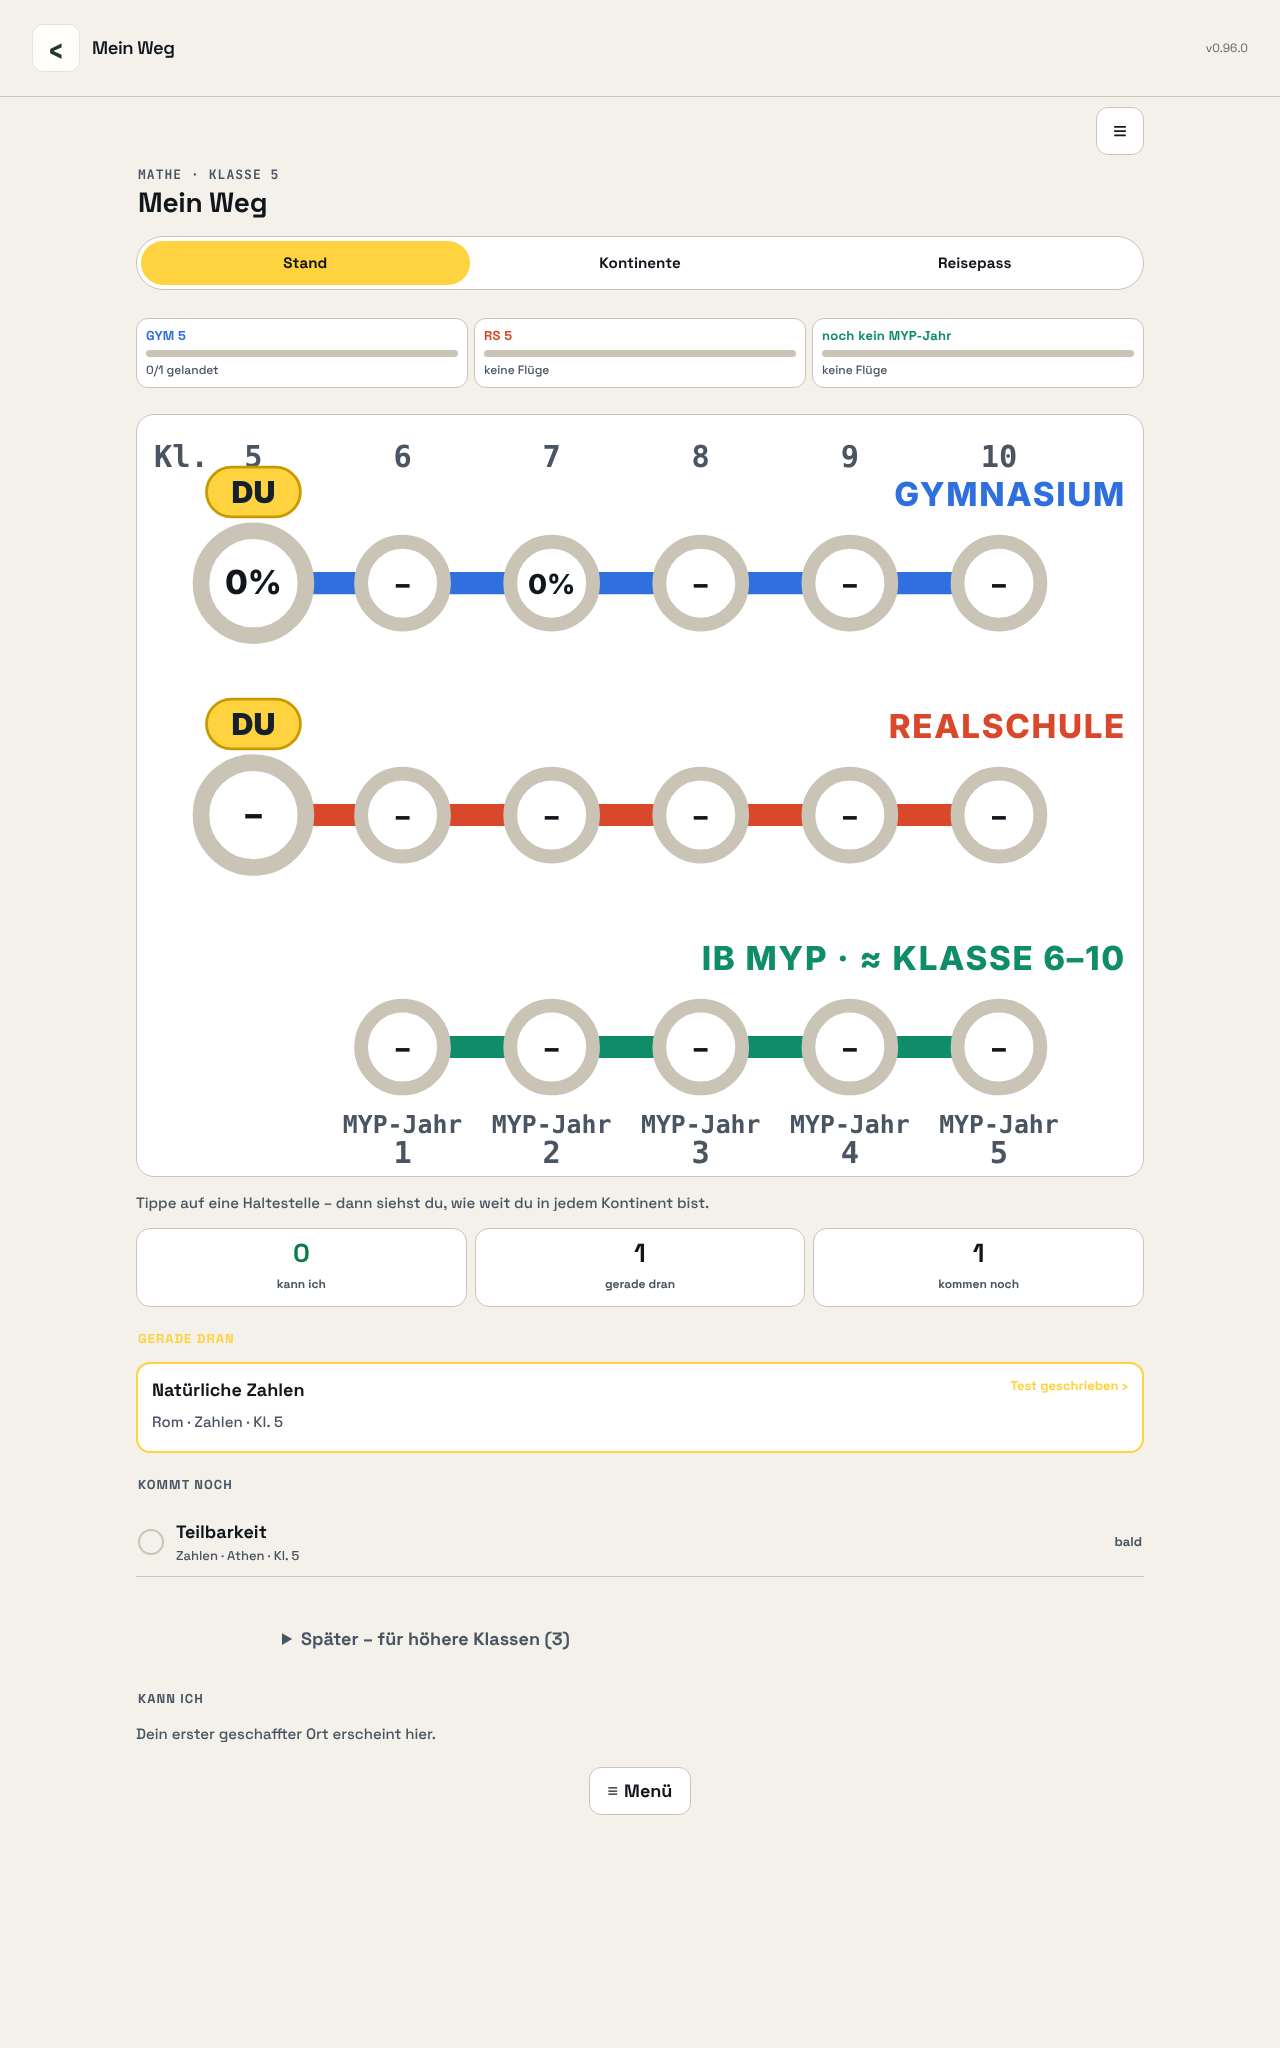 < Mein Weg
v0.96.0
≡
MATHE · KLASSE 5
Mein Weg
Stand Kontinente Reisepass
GYM 5
0/1 gelandet
RS 5
keine Flüge
noch kein MYP-Jahr
keine Flüge
Kl. 5 6 7 8 9 10
DU
GYMNASIUM
0% – 0% – – –
DU
REALSCHULE
– – – – – –
IB MYP · ≈ KLASSE 6–10
– – – – –
MYP-Jahr MYP-Jahr MYP-Jahr MYP-Jahr MYP-Jahr
1 2 3 4 5
Tippe auf eine Haltestelle – dann siehst du, wie weit du in jedem Kontinent bist.
0
kann ich
1
gerade dran
1
kommen noch
GERADE DRAN
Natürliche Zahlen
Test geschrieben ›
Rom · Zahlen · Kl. 5
KOMMT NOCH
Teilbarkeit
Zahlen · Athen · Kl. 5
bald
▶ Später – für höhere Klassen (3)
KANN ICH
Dein erster geschaffter Ort erscheint hier.
≡ Menü